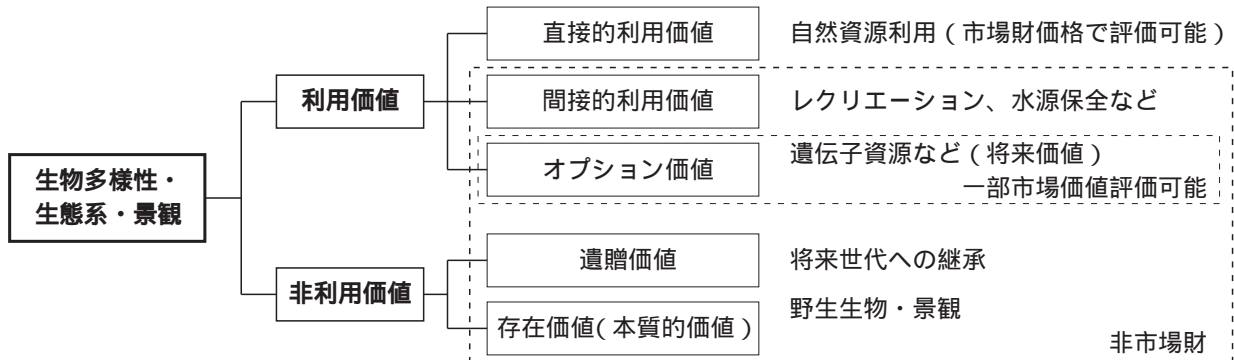 直接的利用価値 自然資源利用(市場財価格で評価可能)
利用価値
間接的利用価値 レクリエーション、水源保全など
オプション価値 遺伝子資源など(将来価値)
一部市場価値評価可能
生物多様性・
生態系・景観
遺贈価値 将来世代への継承
非利用価値
存在価値(本質的価値) 野生生物・景観
非市場財